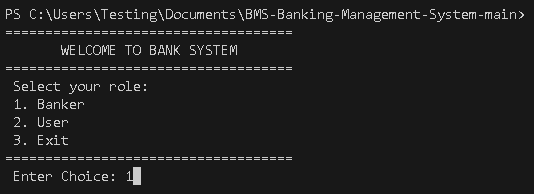 PS C:\Users\Testing\Documents\BMS-Banking-Management-System-main>
====================================
WELCOME TO BANK SYSTEM
====================================
Select your role:
1. Banker
2. User
3. Exit
====================================
Enter Choice: 1